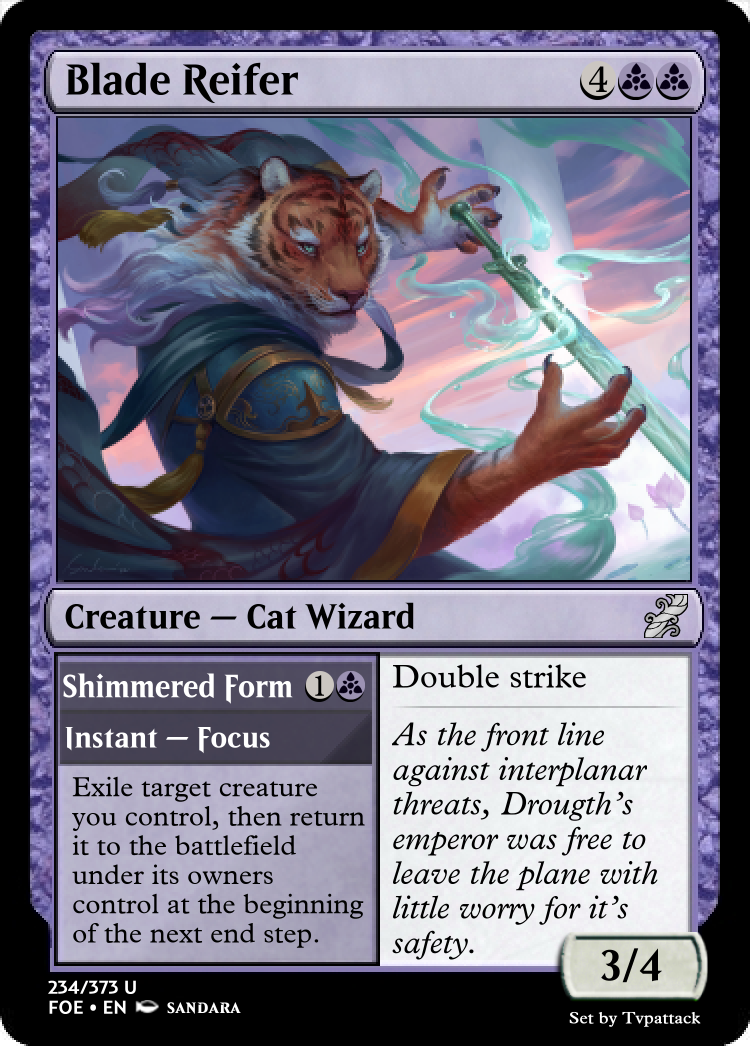 Blade Reifer 4
Creature — Cat Wizard
Shimmered Form 1
Instant — Focus
Exile target creature
you control, then return
it to the battlefield
under its owners
control at the beginning
of the next end step.
Double strike
As the front line
against interplanar
threats, Drougth's
emperor was free to
leave the plane with
little worry for it's
safety.
3/4
234/373 U
FOE • EN SANDARA
Set by Tvpattack